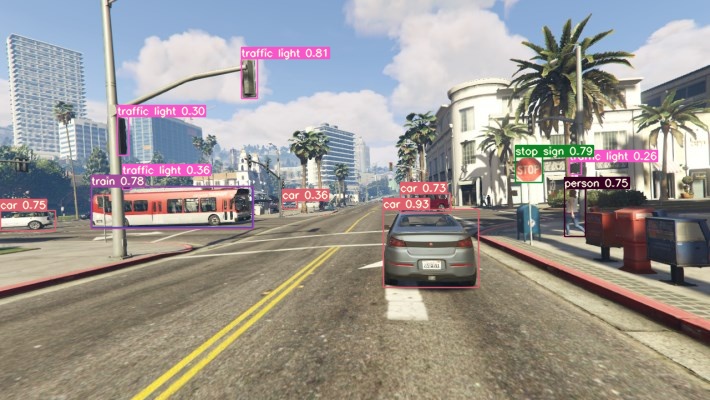 traffic light 0.81
traffic light 0.30
stop sign 0.79
traffic light 0.26
traffic light 0.36
train 0.78
person 0.75
car 0.36
car 0.73
car 0.75
car 0.93
STOP